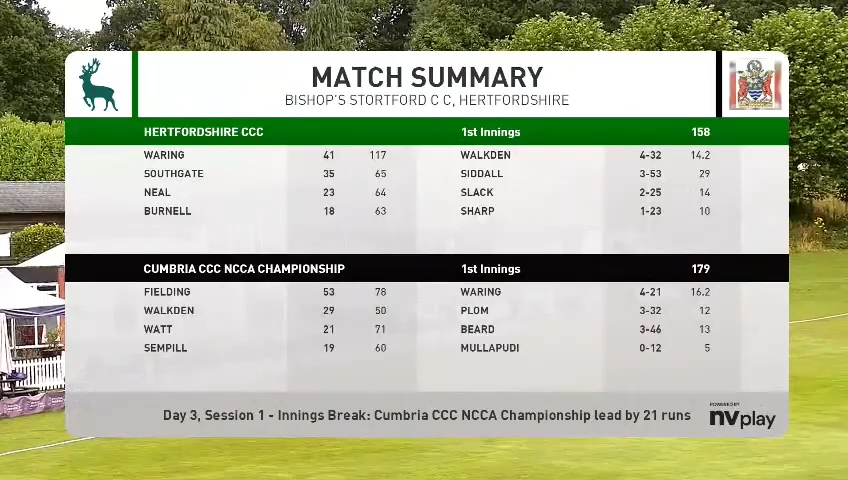 MATCH SUMMARY
BISHOP'S STORTFORD C C, HERTFORDSHIRE
HERTFORDSHIRE CCC 1st Innings 158
WARING 41 117 WALKDEN 4-32 14.2
SOUTHGATE 35 65 SIDDALL 3-53 29
NEAL 23 64 SLACK 2-25 14
BURNELL 18 63 SHARP 1-23 10
CUMBRIA CCC NCCA CHAMPIONSHIP 1st Innings 179
FIELDING 53 78 WARING 4-21 16.2
WALKDEN 29 50 PLOM 3-32 12
WATT 21 71 BEARD 3-46 13
SEMPILL 19 60 MULLAPUDI 0-12 5
Day 3, Session 1 - Innings Break: Cumbria CCC NCCA Championship lead by 21 runs
POWERED BY
nvplay